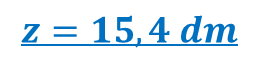 z = 15,4 dm